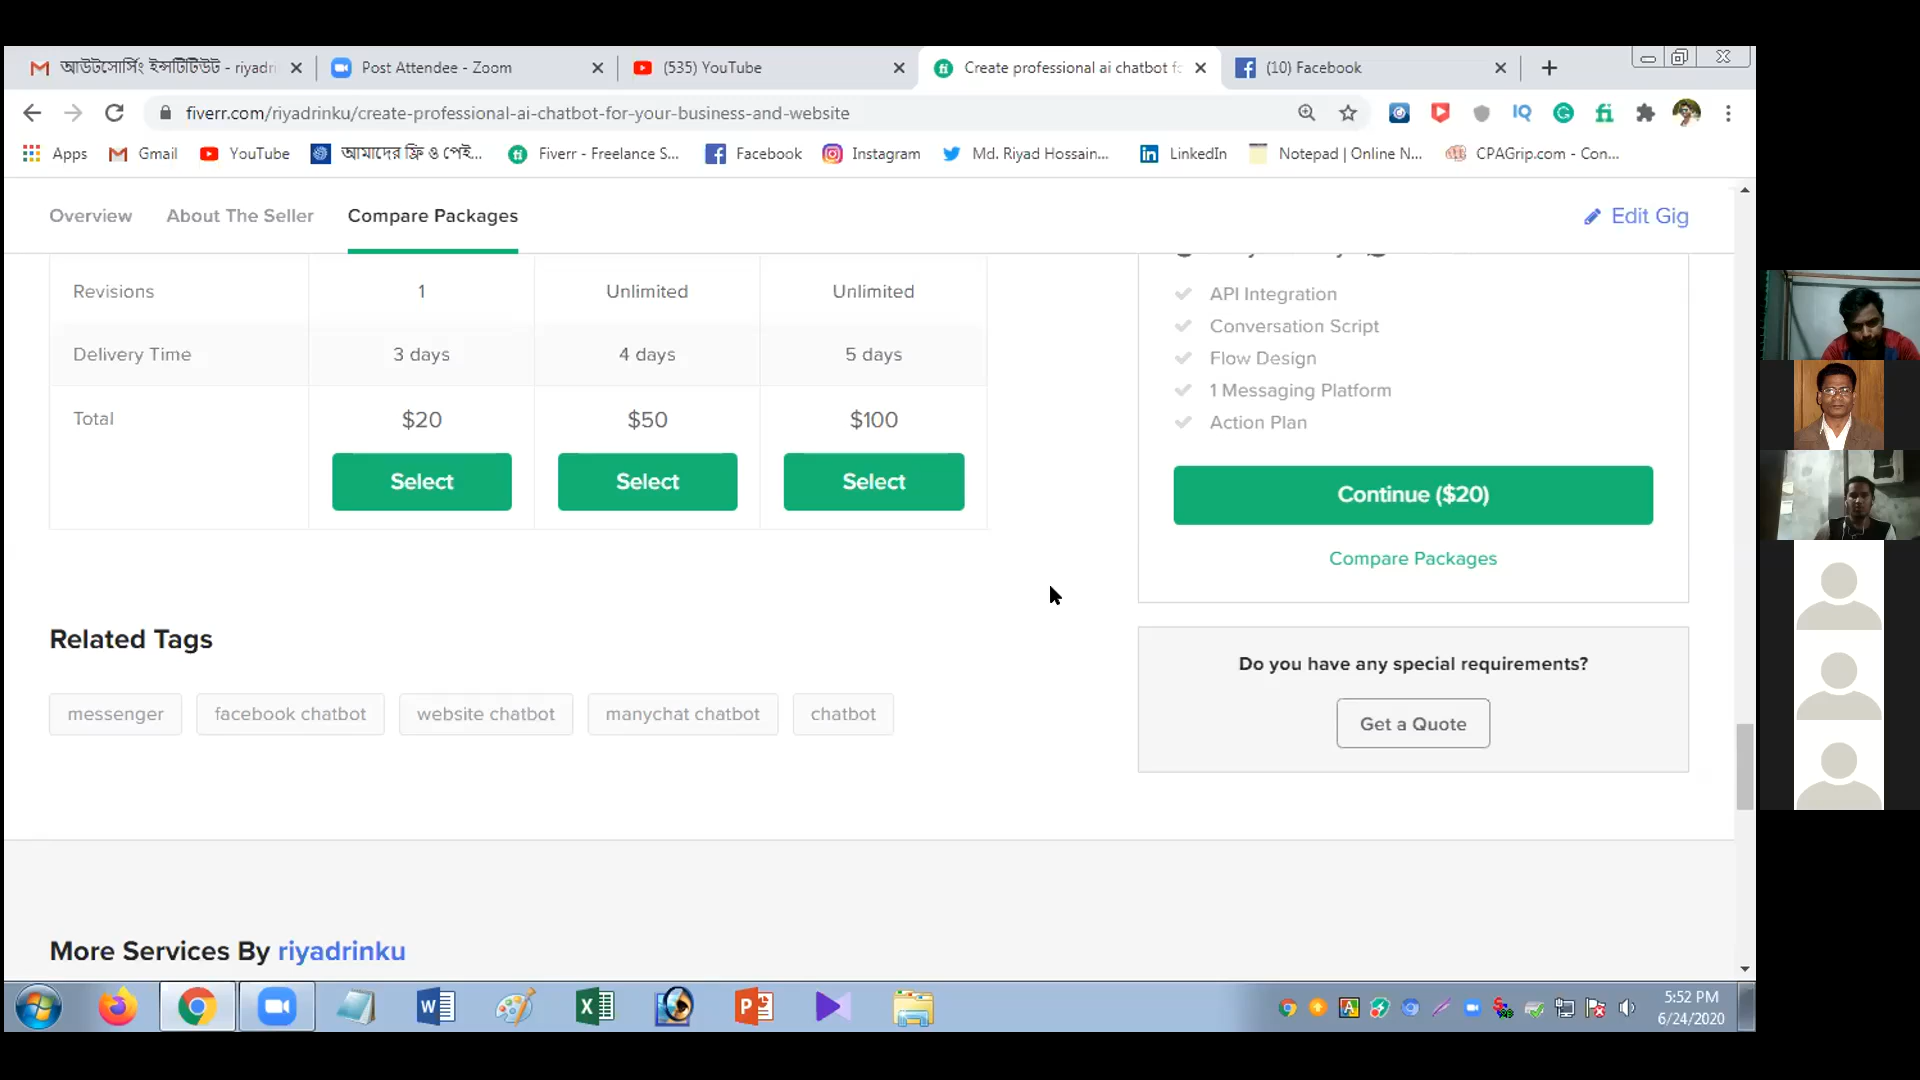 আউটসোর্সিং ইন্সটিটিউট - riyadri
Post Attendee - Zoom
(535) YouTube
Create professional ai chatbot fo
(10) Facebook
fiverr.com/riyadrinku/create-professional-ai-chatbot-for-your-business-and-website
Apps
Gmail
YouTube
আমাদের ফ্রি ও পেই...
Fiverr - Freelance S...
Facebook
Instagram
Md. Riyad Hossain...
LinkedIn
Notepad | Online N...
CPAGrip.com - Con...
Overview
About The Seller
Compare Packages
Edit Gig
Revisions 1 Unlimited Unlimited
Delivery Time 3 days 4 days 5 days
Total $20 $50 $100
Select Select Select
API Integration
Conversation Script
Flow Design
1 Messaging Platform
Action Plan
Continue ($20)
Compare Packages
Do you have any special requirements?
Get a Quote
Related Tags
messenger
facebook chatbot
website chatbot
manychat chatbot
chatbot
More Services By riyadrinku
5:52 PM
6/24/2020